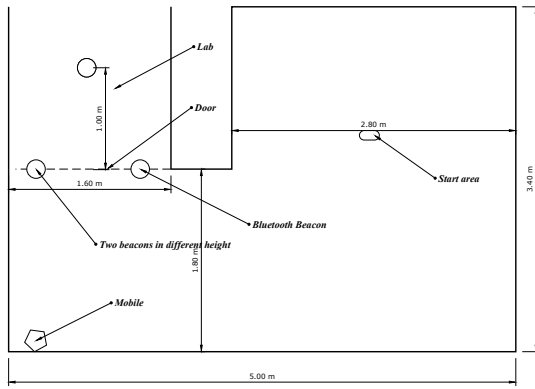 Lab
1.00 m
Door
2.80 m
3.40 m
Start area
1.60 m
Bluetooth Beacon
Two beacons in different height
1.80 m
Mobile
5.00 m